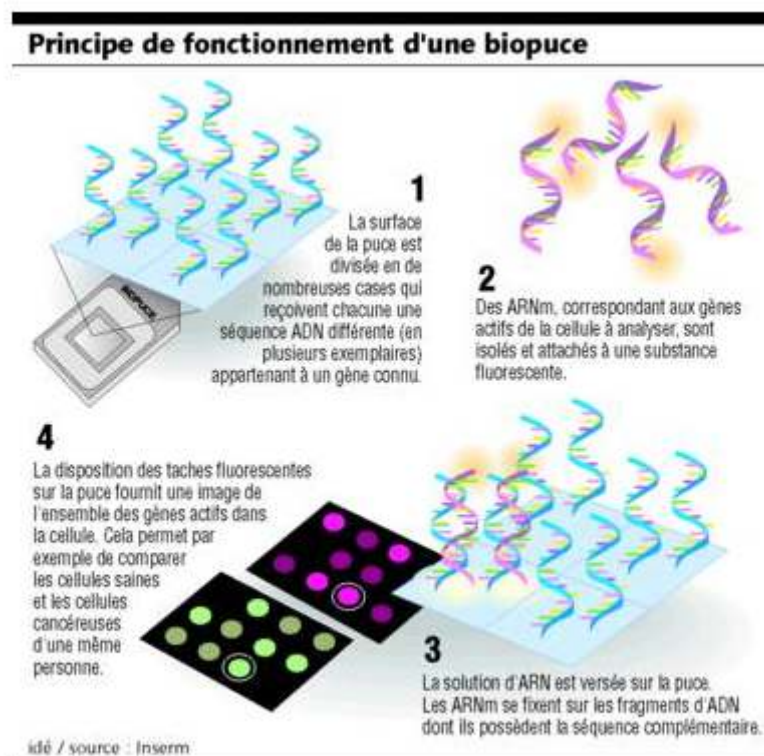 Principe de fonctionnement d'une biopuce
1
La surface
de la puce est
divisée en de
nombreuses cases qui
reçoivent chacune une
séquence ADN différente (en
plusieurs exemplaires)
appartenant à un gène connu.
BIOPUCE
2
Des ARNm, correspondant aux gènes
actifs de la cellule à analyser, sont
isolés et attachés à une substance
fluorescente.
4
La disposition des taches fluorescentes
sur la puce fournit une image de
l'ensemble des gènes actifs dans
la cellule. Cela permet par
exemple de comparer
les cellules saines
et les cellules
cancéreuses
d'une même
personne.
3
La solution d'ARN est versée sur la puce.
Les ARNm se fixent sur les fragments d'ADN
dont ils possèdent la séquence complémentaire.
idé / source : Inserm